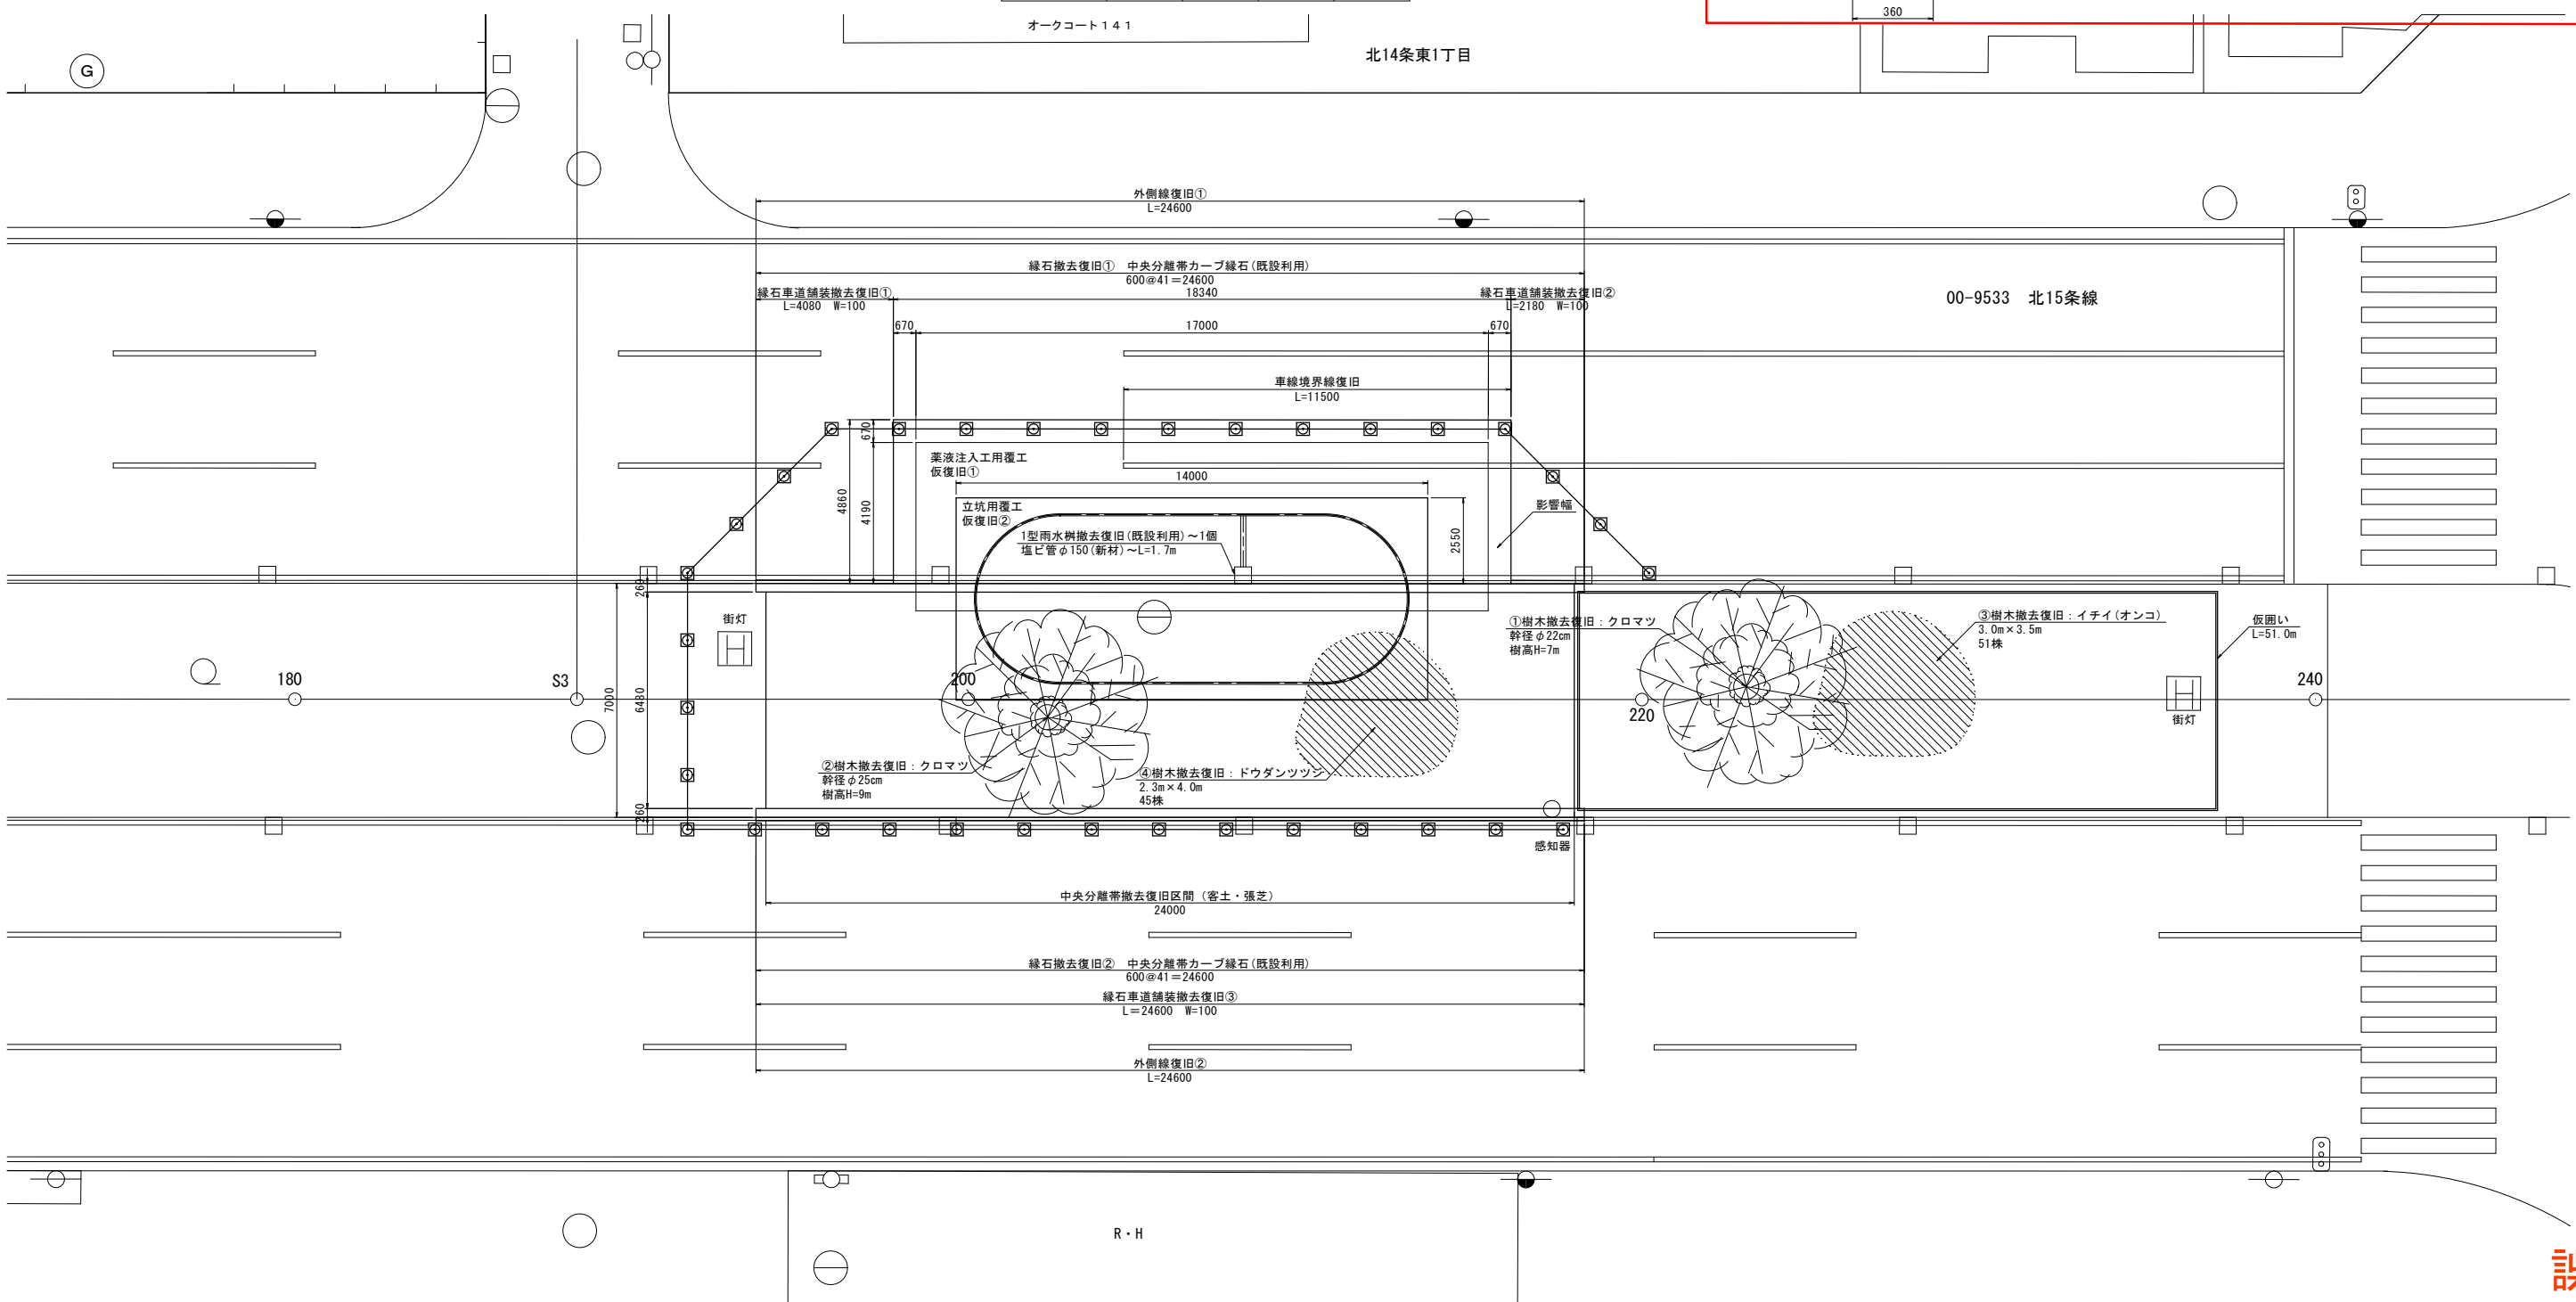 360
オークコート141
北14条東1丁目
G
外側線復旧①
L=24600
縁石撤去復旧①　中央分離帯カーブ縁石(既設利用)
600@41=24600
縁石車道舗装撤去復旧①
L=4080　W=100
18340
縁石車道舗装撤去復旧②
L=2180　W=100
00-9533　北15条線
670
17000
670
車線境界線復旧
L=11500
670
4860
4190
薬液注入工用覆工
仮復旧①
14000
立坑用覆工
仮復旧②
影響幅
1型雨水桝撤去復旧(既設利用)～1個
塩ビ管φ150(新材)～L=1.7m
2550
260
街灯
①樹木撤去復旧：クロマツ
幹径φ22cm
樹高H=7m
③樹木撤去復旧：イチイ(オンコ)
3.0m×3.5m
51株
仮囲い
L=51.0m
180
S3
200
220
240
7000
6480
街灯
②樹木撤去復旧：クロマツ
幹径φ25cm
樹高H=9m
④樹木撤去復旧：ドウダンツツジ
2.3m×4.0m
45株
260
感知器
中央分離帯撤去復旧区間（客土・張芝）
24000
縁石撤去復旧②　中央分離帯カーブ縁石(既設利用)
600@41=24600
縁石車道舗装撤去復旧③
L=24600　W=100
外側線復旧②
L=24600
R・H